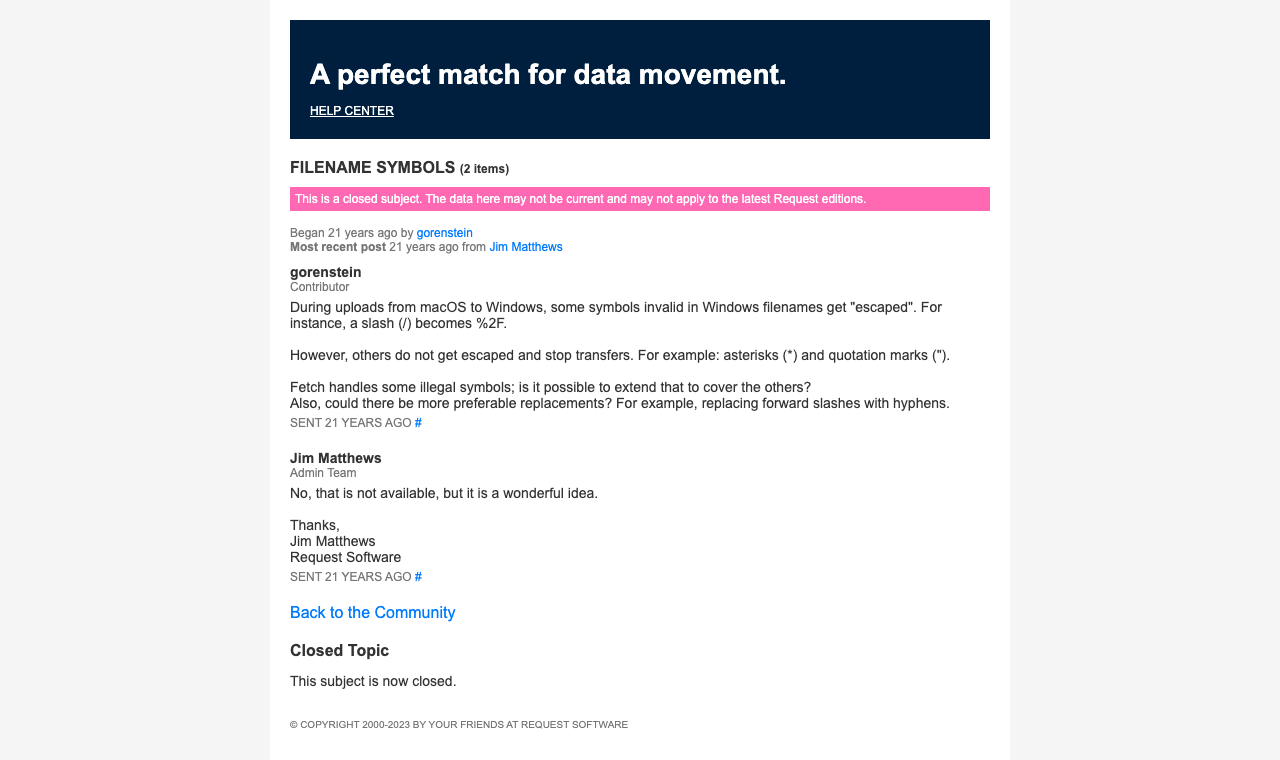 A perfect match for data movement.
HELP CENTER
FILENAME SYMBOLS (2 items)
This is a closed subject. The data here may not be current and may not apply to the latest Request editions.
Began 21 years ago by gorenstein
Most recent post 21 years ago from Jim Matthews
gorenstein
Contributor
During uploads from macOS to Windows, some symbols invalid in Windows filenames get "escaped". For
instance, a slash (/) becomes %2F.
However, others do not get escaped and stop transfers. For example: asterisks (*) and quotation marks (").
Fetch handles some illegal symbols; is it possible to extend that to cover the others?
Also, could there be more preferable replacements? For example, replacing forward slashes with hyphens.
SENT 21 YEARS AGO #
Jim Matthews
Admin Team
No, that is not available, but it is a wonderful idea.
Thanks,
Jim Matthews
Request Software
SENT 21 YEARS AGO #
Back to the Community
Closed Topic
This subject is now closed.
© COPYRIGHT 2000-2023 BY YOUR FRIENDS AT REQUEST SOFTWARE